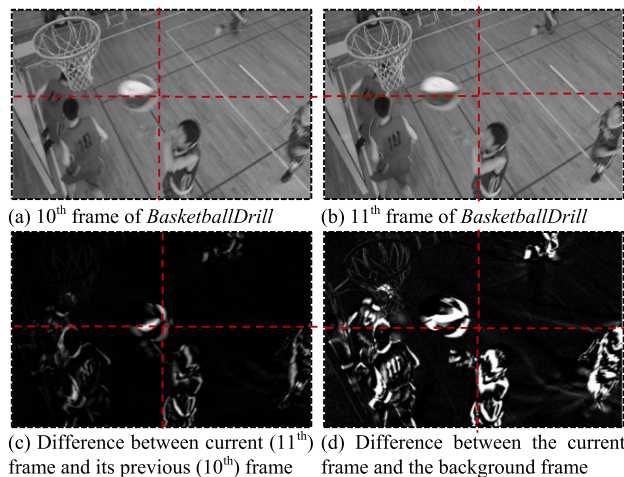 (a) 10th frame of BasketballDrill
(b) 11th frame of BasketballDrill
(c) Difference between current (11th)
frame and its previous (10th) frame
(d) Difference between the current
frame and the background frame